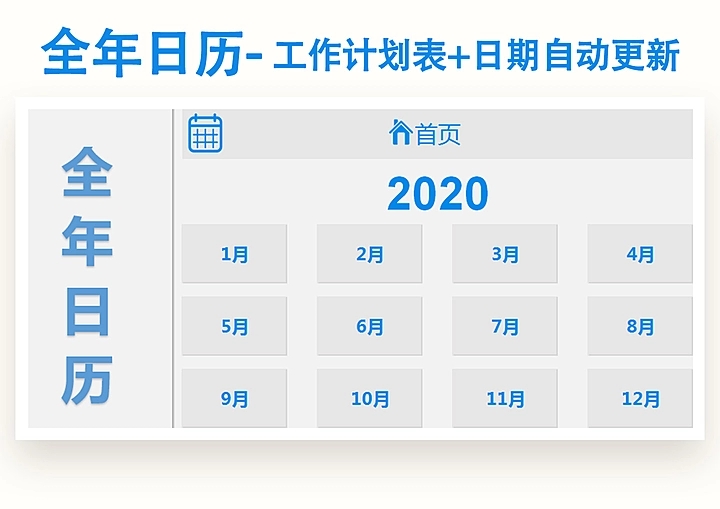 全年日历-工作计划表+日期自动更新
全年日历
首页
2020
1月 2月 3月 4月
5月 6月 7月 8月
9月 10月 11月 12月